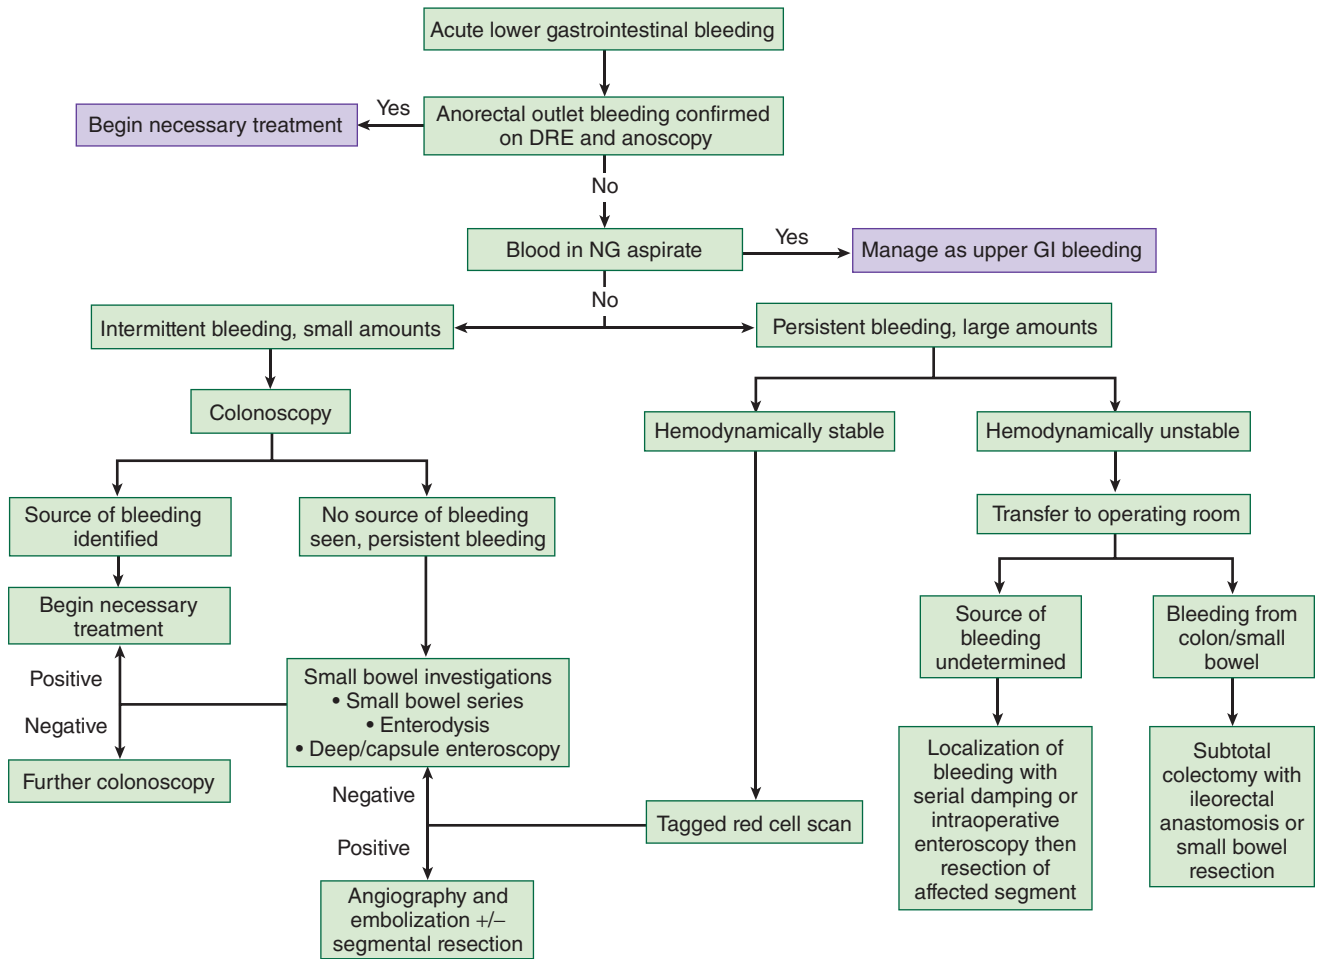 Acute lower gastrointestinal bleeding
Anorectal outlet bleeding confirmed
on DRE and anoscopy
Yes
Begin necessary treatment
No
Blood in NG aspirate
Yes
Manage as upper GI bleeding
No
Intermittent bleeding, small amounts
Persistent bleeding, large amounts
Colonoscopy
Hemodynamically stable
Hemodynamically unstable
Source of bleeding
identified
No source of bleeding
seen, persistent bleeding
Transfer to operating room
Begin necessary
treatment
Source of
bleeding
undetermined
Bleeding from
colon/small
bowel
Positive
Negative
Small bowel investigations
• Small bowel series
• Enterodysis
• Deep/capsule enteroscopy
Further colonoscopy
Negative
Positive
Tagged red cell scan
Localization of
bleeding with
serial damping or
intraoperative
enteroscopy then
resection of
affected segment
Subtotal
colectomy with
ileorectal
anastomosis or
small bowel
resection
Angiography and
embolization +/−
segmental resection